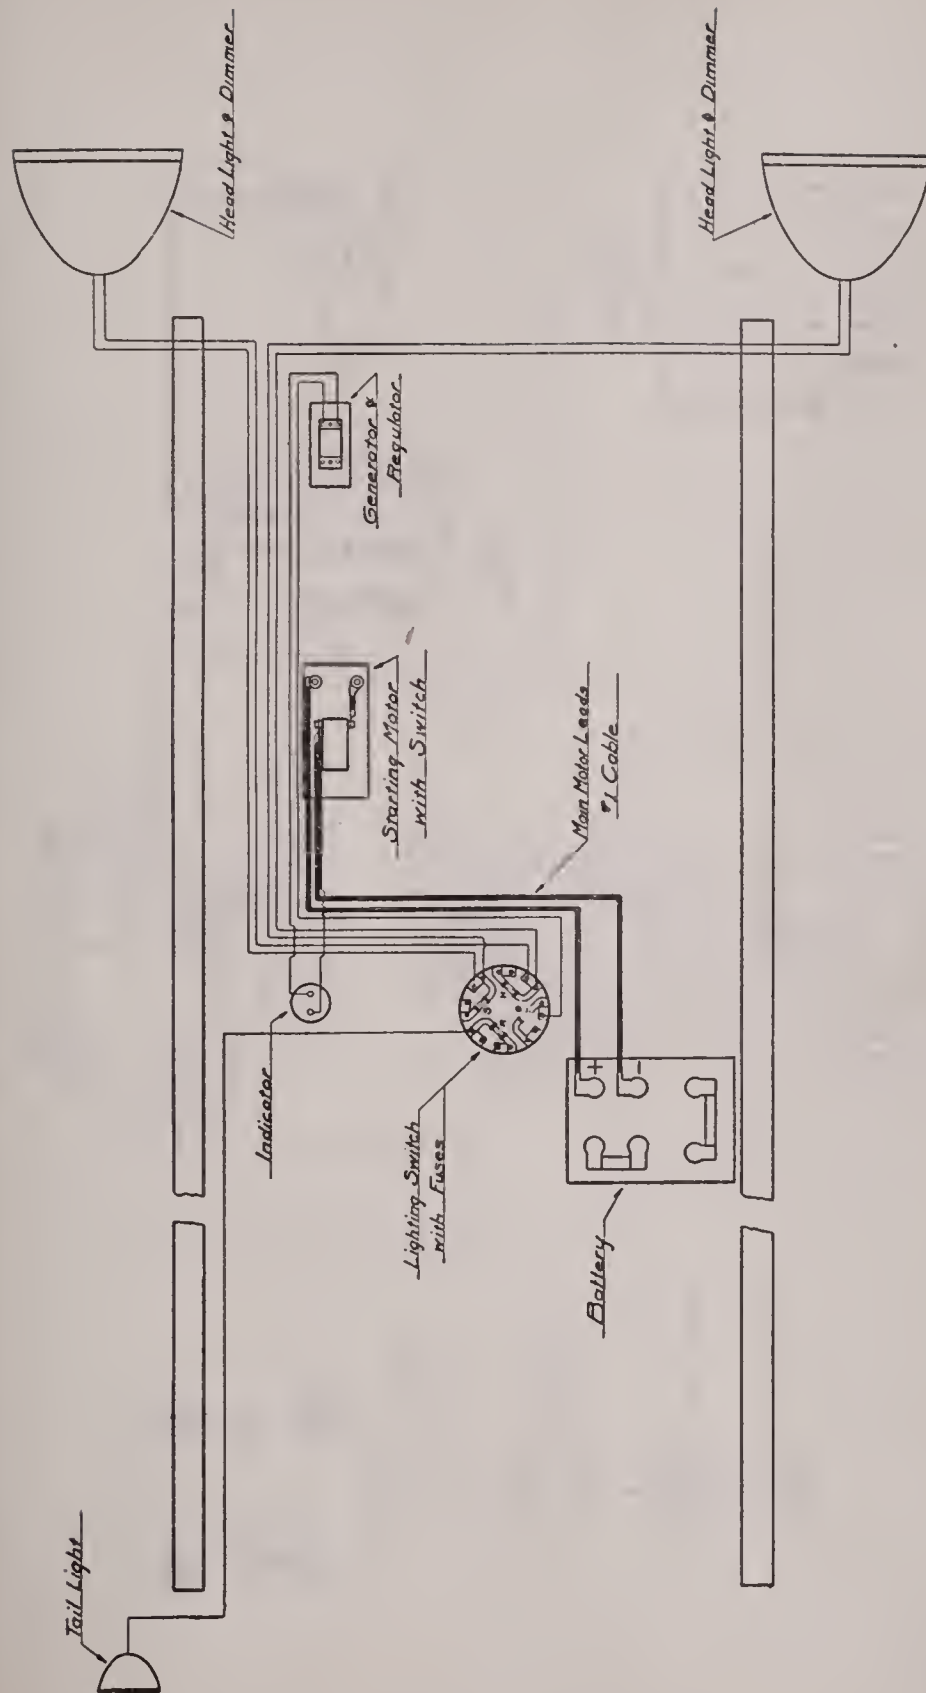 Head Light & Dimmer
Head Light & Dimmer
Generator &
Regulator
Starting Motor
with Switch
Main Motor Leads
#1 Cable
Indicator
Lighting Switch
with Fuses
+
-
Battery
Tail Light